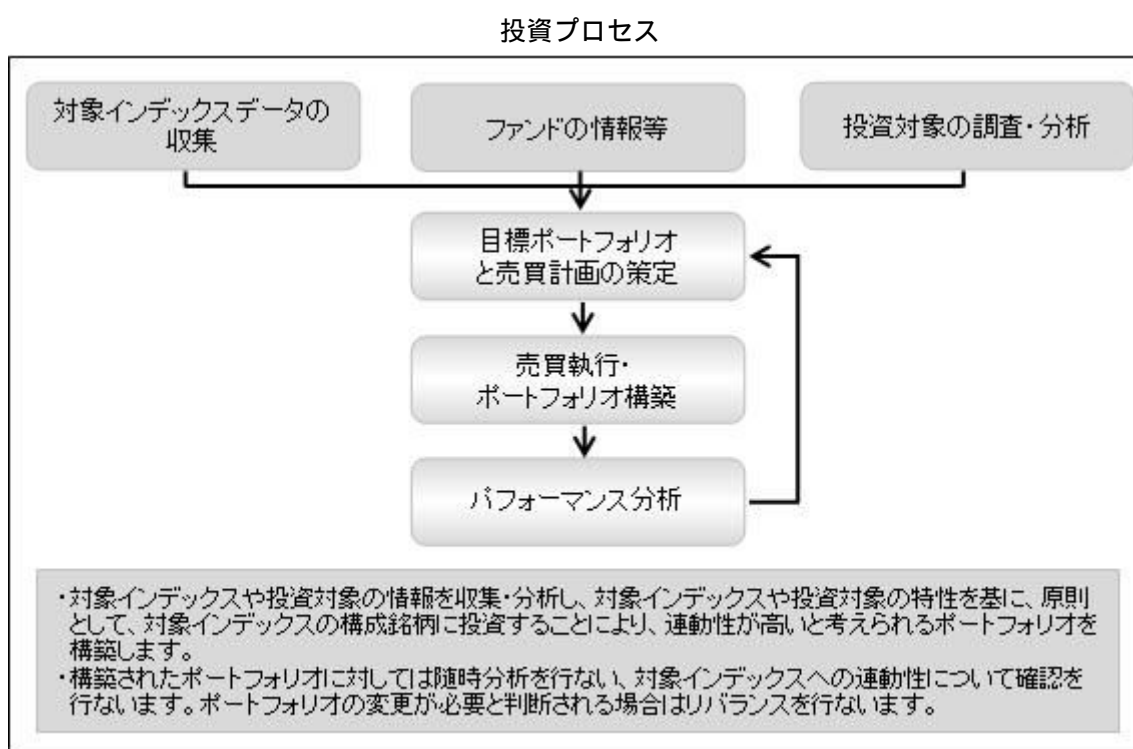 投資プロセス
対象インデックスデータの
収集
ファンドの情報等
投資対象の調査・分析
目標ポートフォリオ
と売買計画の策定
売買執行・
ポートフォリオ構築
パフォーマンス分析
・対象インデックスや投資対象の情報を収集・分析し、対象インデックスや投資対象の特性を基に、原則
として、対象インデックスの構成銘柄に投資することにより、連動性が高いと考えられるポートフォリオを
構築します。
・構築されたポートフォリオに対しては随時分析を行ない、対象インデックスへの連動性について確認を
行ないます。ポートフォリオの変更が必要と判断される場合はリバランスを行ないます。